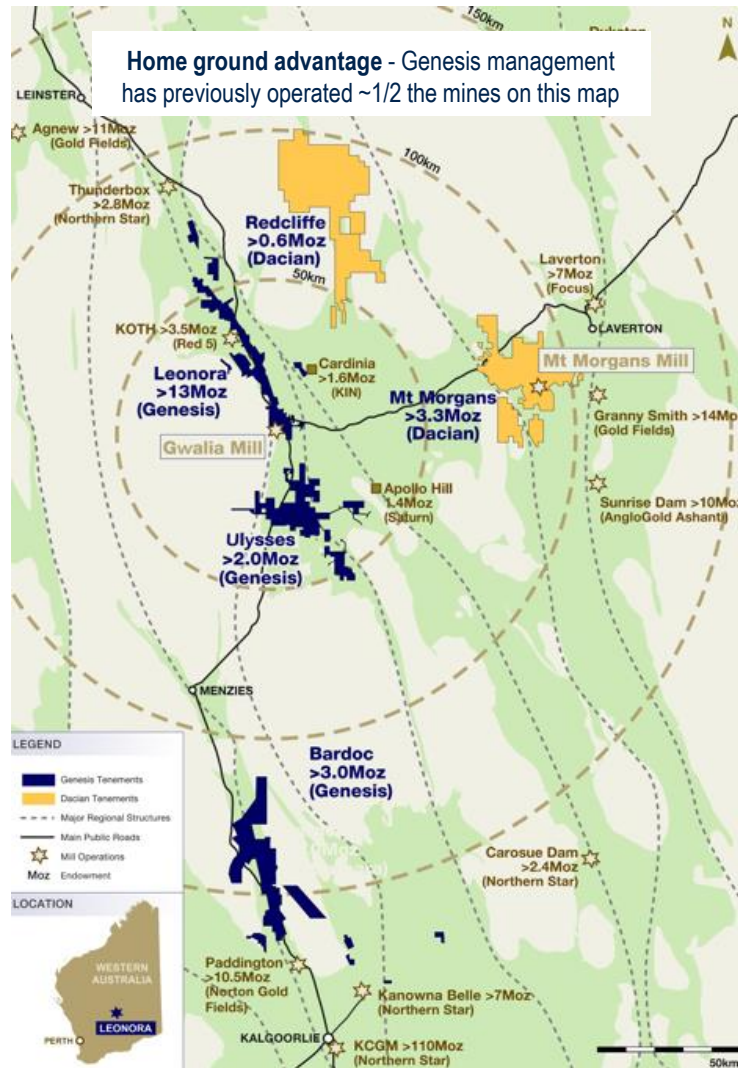 150km
N
Home ground advantage - Genesis management
has previously operated ~1/2 the mines on this map
LEINSTER
Agnew >11Moz
(Gold Fields)
100km
Thunderbox
>2.8Moz
(Northern Star)
Redcliffe
>0.6Moz
(Dacian)
50km
Laverton
>7Moz
(Focus)
LAVERTON
KOTH >3.5Moz
(Red 5)
Cardinia
>1.6Moz
(KIN)
Mt Morgans Mill
Leonora
>13Moz
(Genesis)
Mt Morgans
>3.3Moz
(Dacian)
Granny Smith >14Moz
(Gold Fields)
Gwalia Mill
Apollo Hill
1.4Moz
(Saturn)
Sunrise Dam >10Moz
(AngloGold Ashanti)
Ulysses
>2.0Moz
(Genesis)
MENZIES
LEGEND
Genesis Tenements
Dacian Tenements
Major Regional Structures
Main Public Roads
Mill Operations
Moz Endowment
Bardoc
>3.0Moz
(Genesis)
Carosue Dam
>2.4Moz
(Northern Star)
LOCATION
WESTERN
AUSTRALIA
LEONORA
PERTH
Paddington
>10.5Moz
(Norton Gold
Fields)
Kanowna Belle >7Moz
(Northern Star)
KALGOORLIE
KCGM >110Moz
(Northern Star)
50km